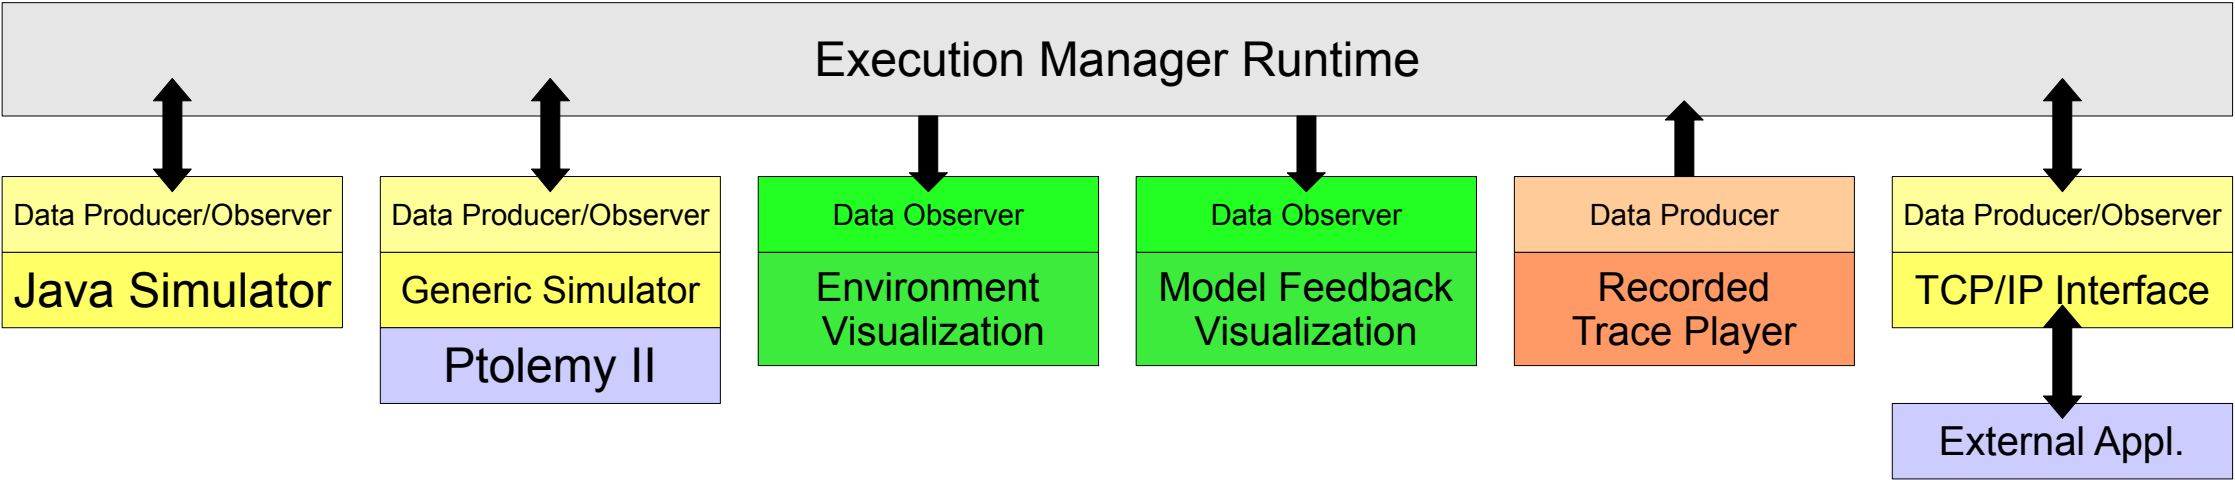 Execution Manager Runtime
Data Producer/Observer
Java Simulator
Data Producer/Observer
Generic Simulator
Ptolemy II
Data Observer
Environment
Visualization
Data Observer
Model Feedback
Visualization
Data Producer
Recorded
Trace Player
Data Producer/Observer
TCP/IP Interface
External Appl.